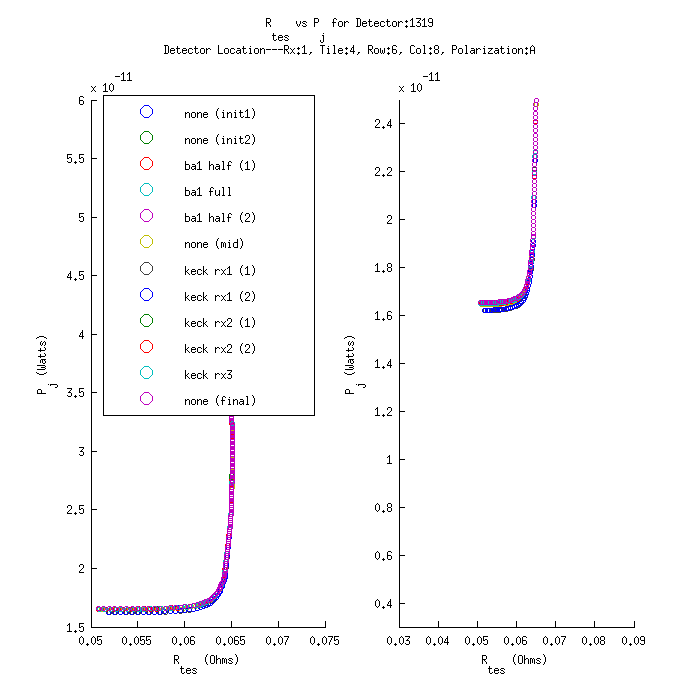 R_tes vs P_j for Detector:1319
Detector Location---Rx:1, Tile:4, Row:6, Col:8, Polarization:A
x 10^-11
6
5.5
5
4.5
4
3.5
3
2.5
2
1.5
P_j (Watts)
none (init1)
none (init2)
ba1 half (1)
ba1 full
ba1 half (2)
none (mid)
keck rx1 (1)
keck rx1 (2)
keck rx2 (1)
keck rx2 (2)
keck rx3
none (final)
0.05 0.055 0.06 0.065 0.07 0.075
R_tes (Ohms)
x 10^-11
2.4
2.2
2
1.8
1.6
1.4
1.2
1
0.8
0.6
0.4
P_j (Watts)
0.03 0.04 0.05 0.06 0.07 0.08 0.09
R_tes (Ohms)